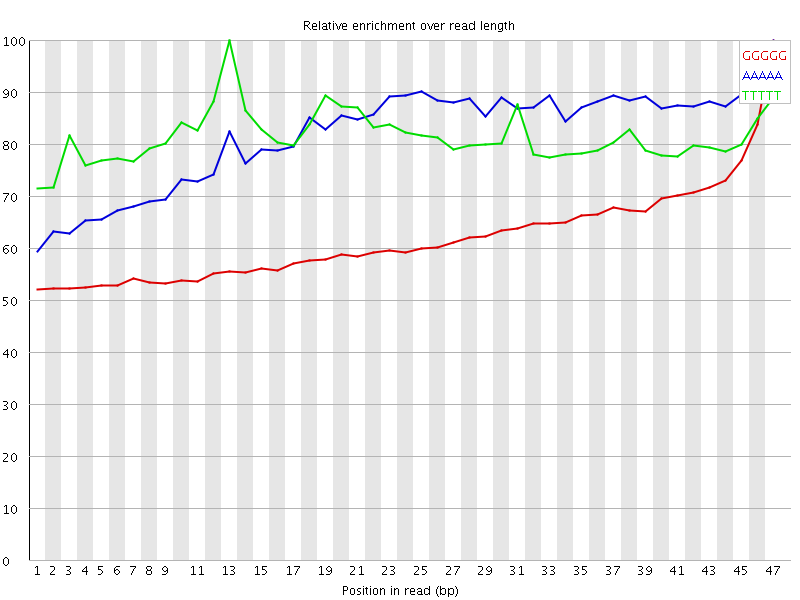 Relative enrichment over read length
100
90
80
70
60
50
40
30
20
10
0
GGGGG
AAAAA
TTTTT
1 2 3 4 5 6 7 8 9 11 13 15 17 19 21 23 25 27 29 31 33 35 37 39 41 43 45 47
Position in read (bp)